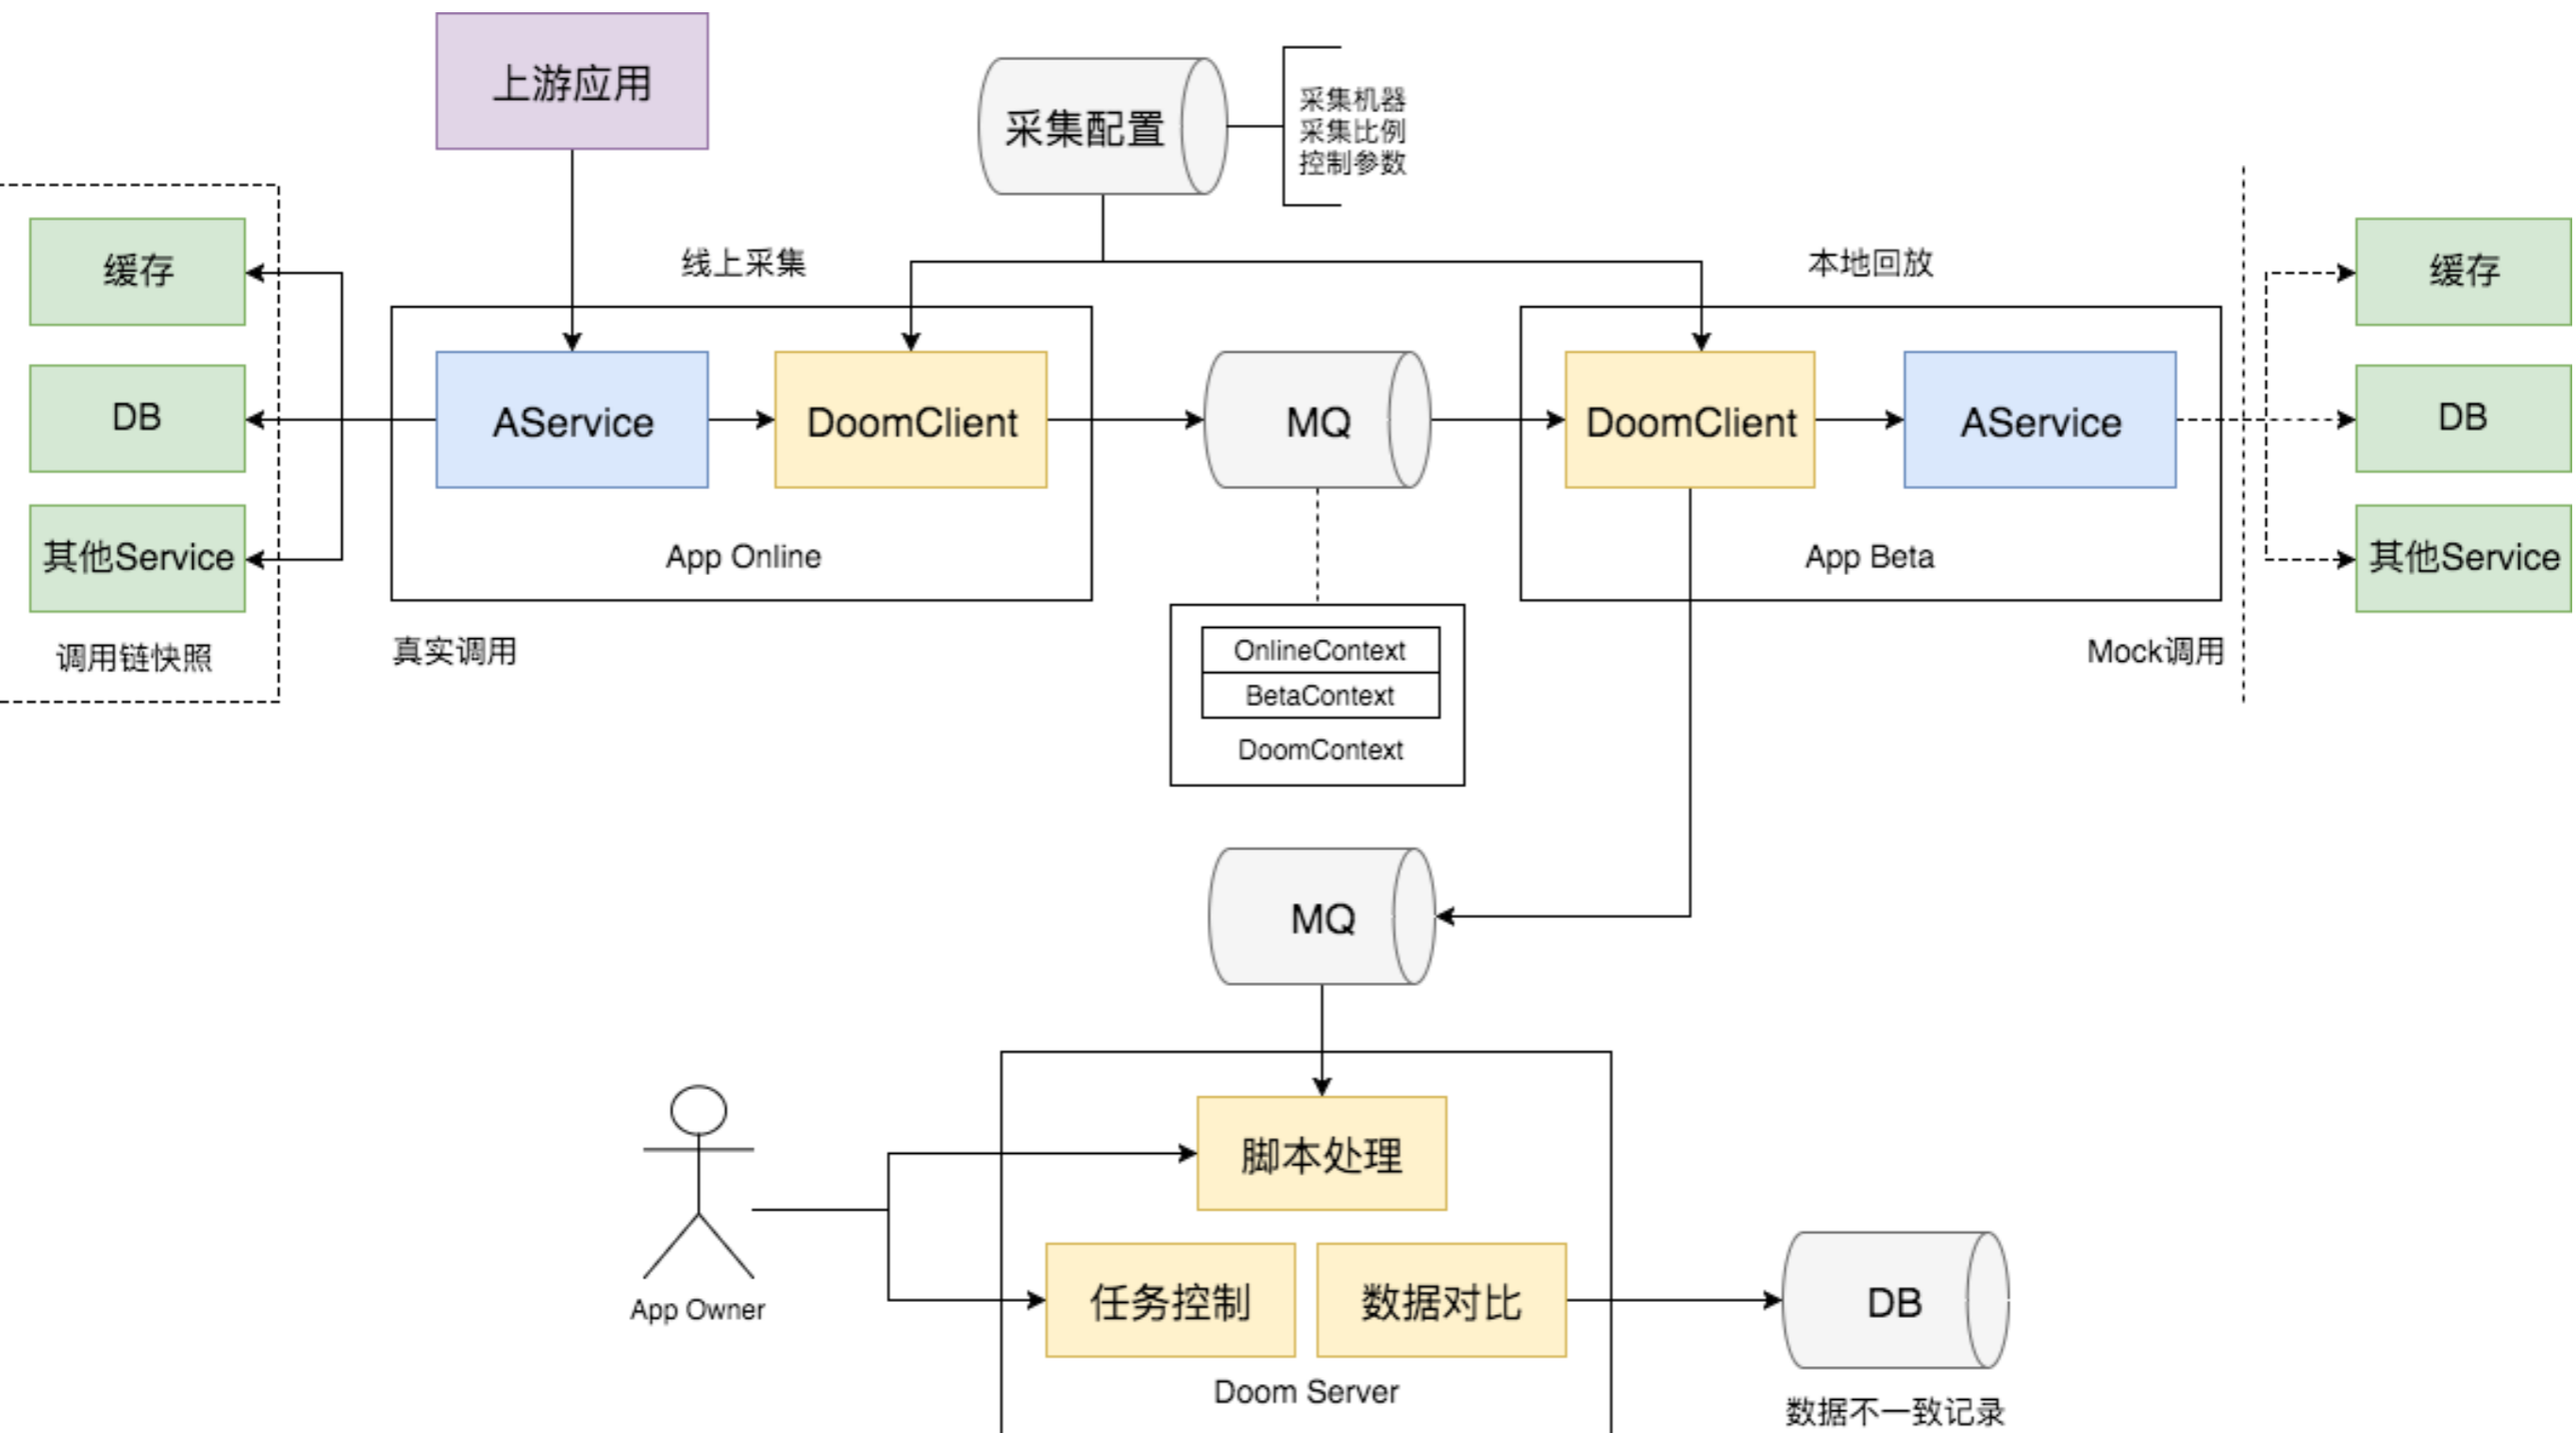 上游应用
采集配置
采集机器
采集比例
控制参数
线上采集
本地回放
缓存
DB
其他Service
调用链快照
AService
DoomClient
App Online
真实调用
MQ
OnlineContext
BetaContext
DoomContext
DoomClient
AService
App Beta
Mock调用
缓存
DB
其他Service
MQ
App Owner
脚本处理
任务控制
数据对比
Doom Server
DB
数据不一致记录